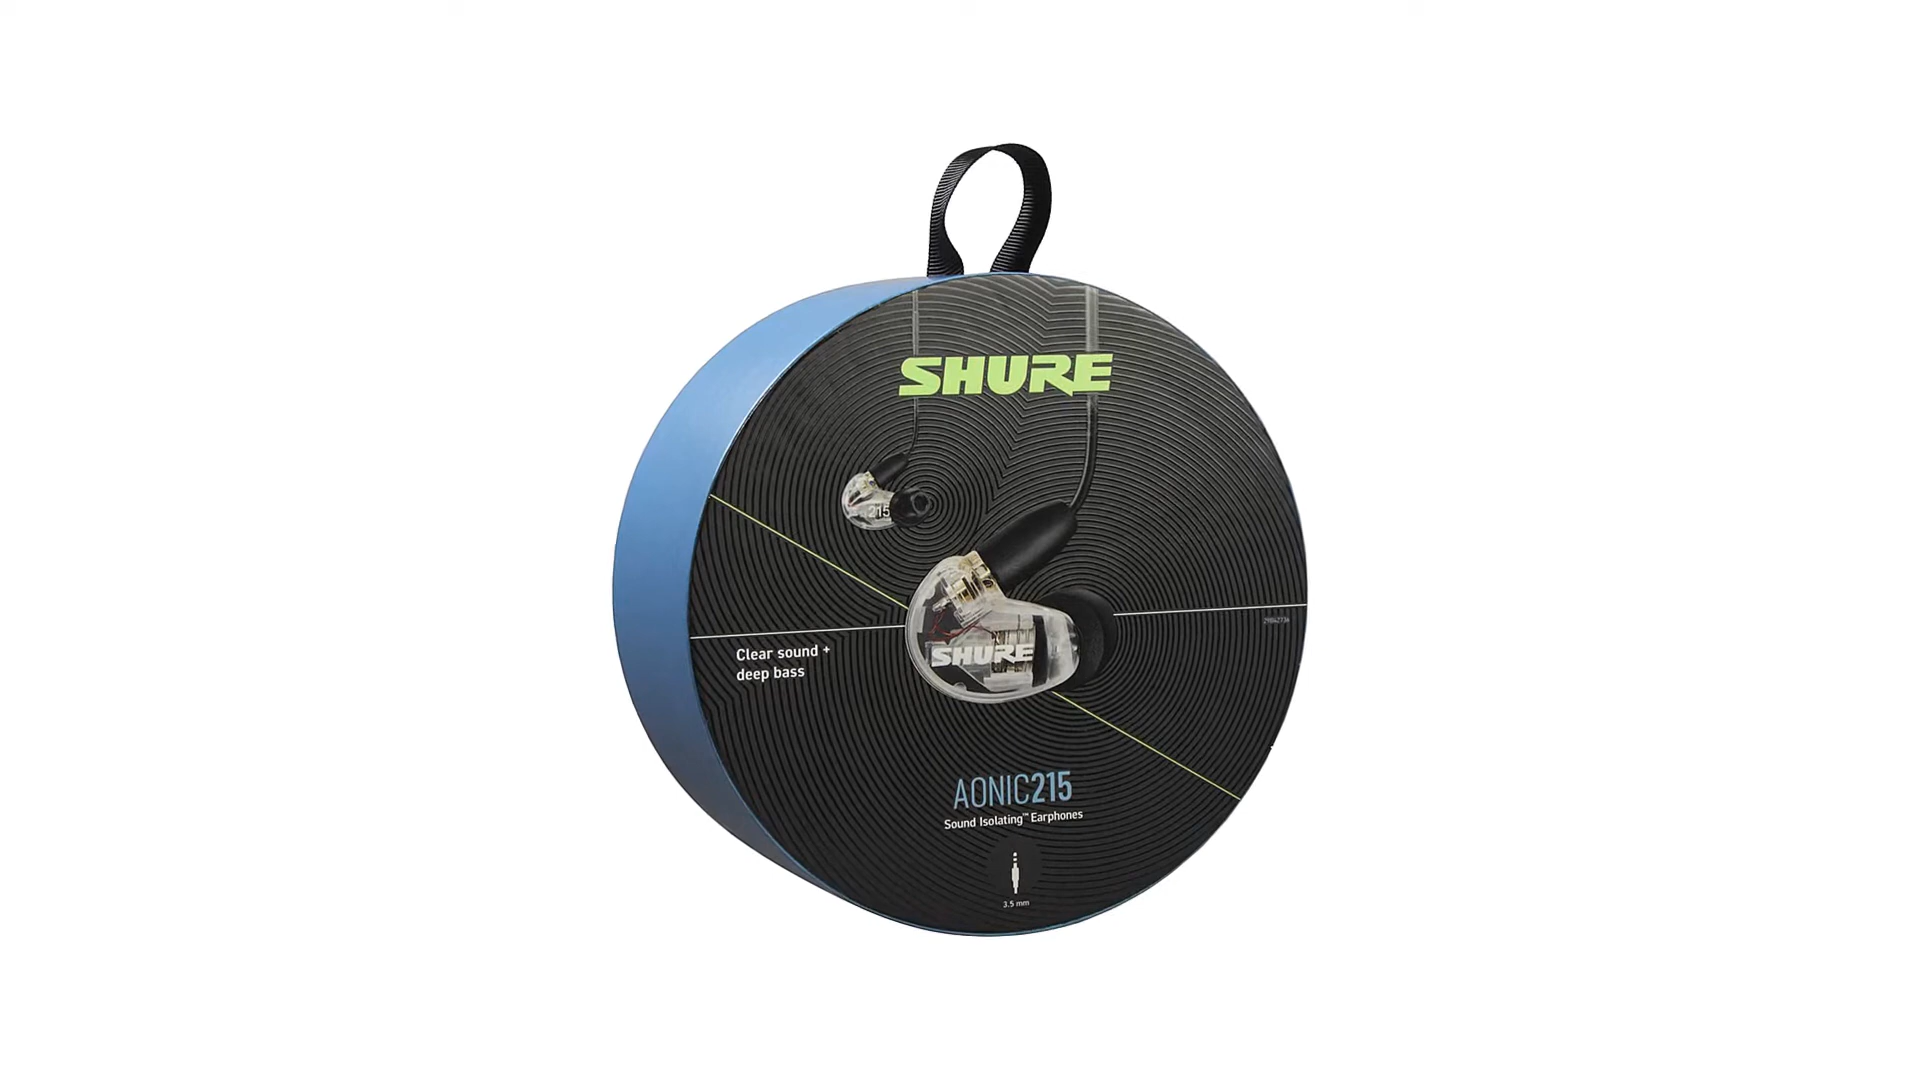 SHURE
215
SHURE
Clear sound +
deep bass
AONIC215
Sound Isolating™ Earphones
3.5 mm